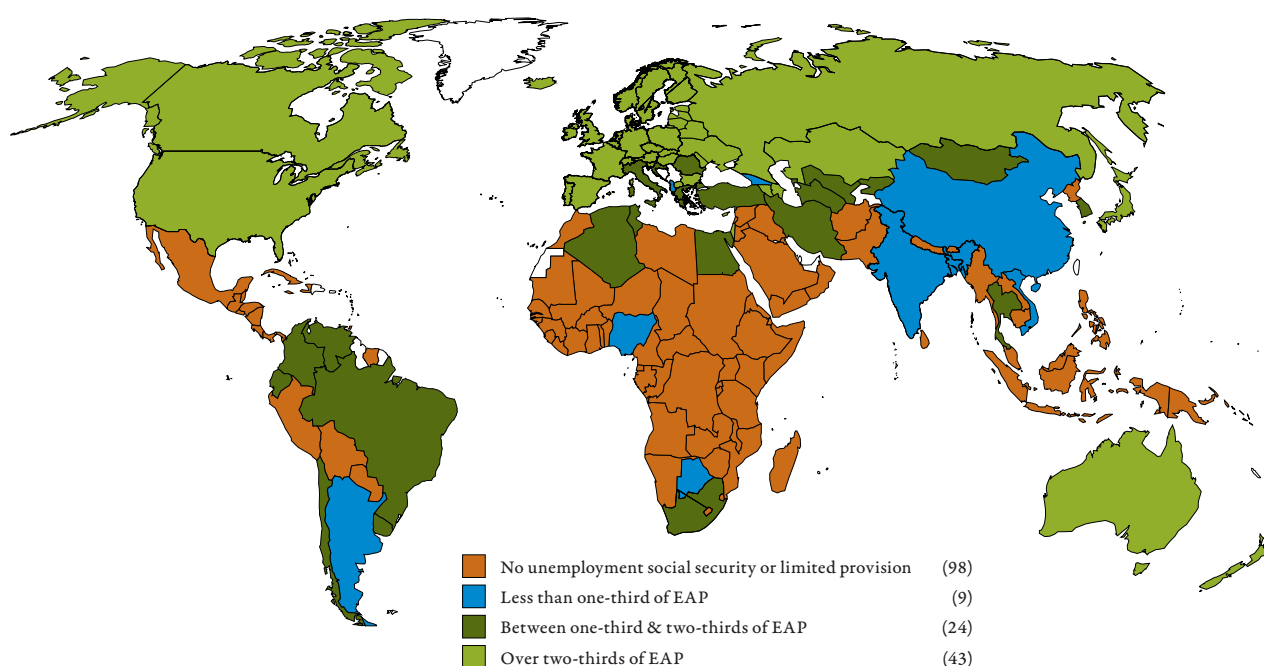 No unemployment social security or limited provision (98)
Less than one-third of EAP (9)
Between one-third & two-thirds of EAP (24)
Over two-thirds of EAP (43)